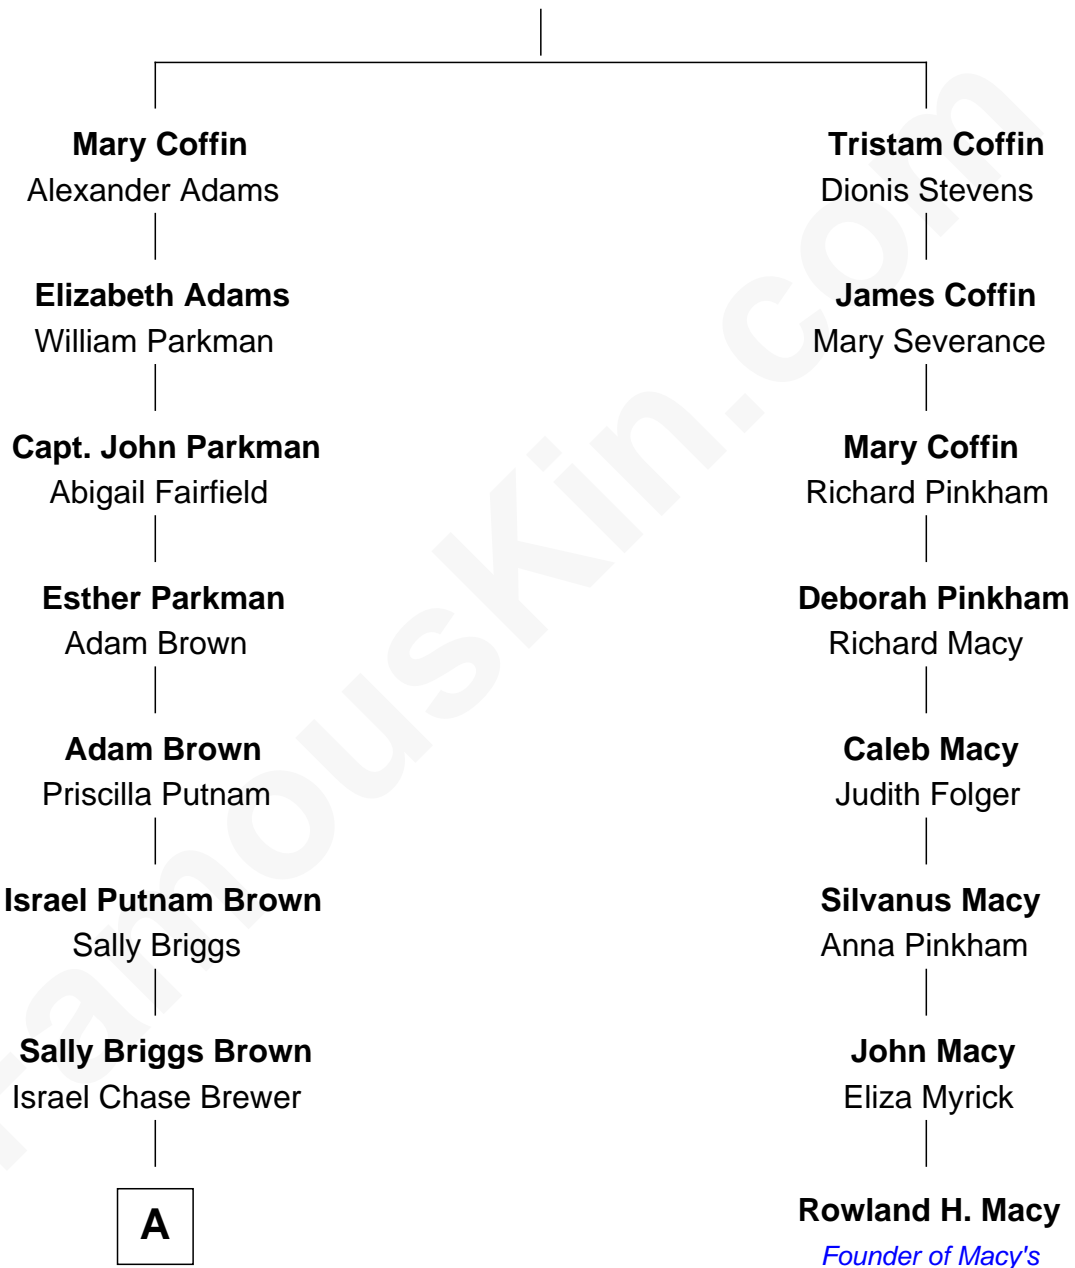 Mary Coffin
Alexander Adams
Elizabeth Adams
William Parkman
Capt. John Parkman
Abigail Fairfield
Esther Parkman
Adam Brown
Adam Brown
Priscilla Putnam
Israel Putnam Brown
Sally Briggs
Sally Briggs Brown
Israel Chase Brewer
A
Tristam Coffin
Dionis Stevens
James Coffin
Mary Severance
Mary Coffin
Richard Pinkham
Deborah Pinkham
Richard Macy
Caleb Macy
Judith Folger
Silvanus Macy
Anna Pinkham
John Macy
Eliza Myrick
Rowland H. Macy
Founder of Macy's
FamousKin.com